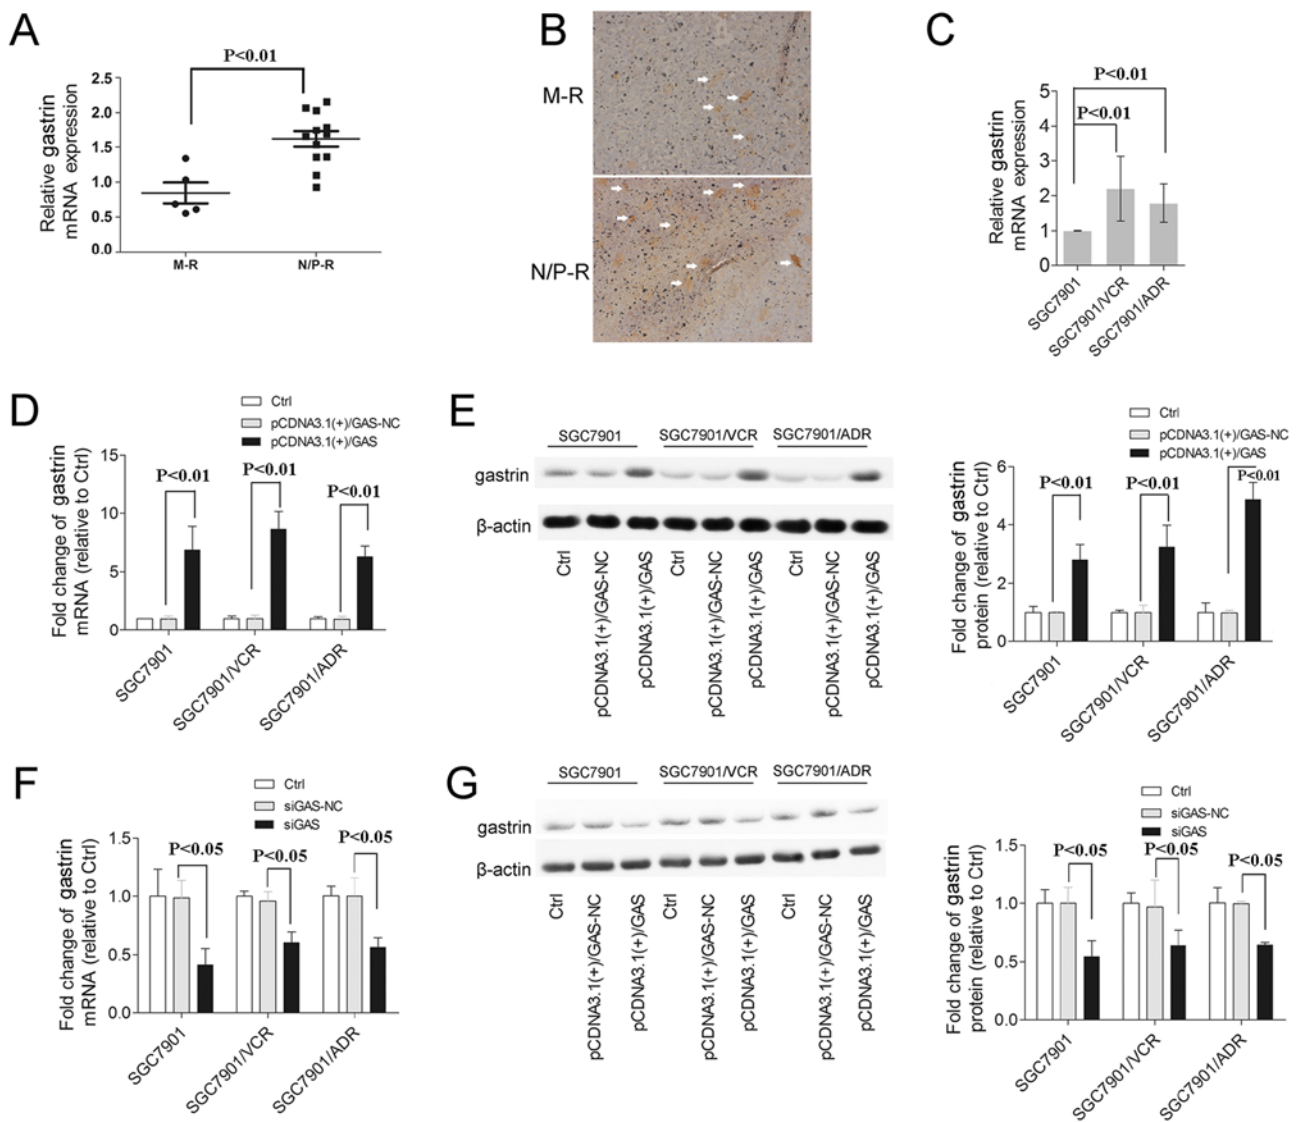 A
P<0.01
Relative gastrin
mRNA expression
2.5
2.0
1.5
1.0
0.5
0.0
M-R
N/P-R
B
M-R
N/P-R
C
P<0.01
P<0.01
Relative gastrin
mRNA expression
5
4
3
2
1
0
SGC7901
SGC7901/VCR
SGC7901/ADR
D
Ctrl
pCDNA3.1(+)/GAS-NC
pCDNA3.1(+)/GAS
Fold change of gastrin
mRNA (relative to Ctrl)
15
10
5
0
P<0.01
P<0.01
P<0.01
SGC7901
SGC7901/VCR
SGC7901/ADR
E
SGC7901
SGC7901/VCR
SGC7901/ADR
gastrin
β-actin
Ctrl
pCDNA3.1(+)/GAS-NC
pCDNA3.1(+)/GAS
Ctrl
pCDNA3.1(+)/GAS-NC
pCDNA3.1(+)/GAS
Ctrl
pCDNA3.1(+)/GAS-NC
pCDNA3.1(+)/GAS
Ctrl
pCDNA3.1(+)/GAS-NC
pCDNA3.1(+)/GAS
Fold change of gastrin
protein (relative to Ctrl)
6
4
2
0
P<0.01
P<0.01
P<0.01
SGC7901
SGC7901/VCR
SGC7901/ADR
F
Ctrl
siGAS-NC
siGAS
Fold change of gastrin
mRNA (relative to Ctrl)
1.5
1.0
0.5
0.0
P<0.05
P<0.05
P<0.05
SGC7901
SGC7901/VCR
SGC7901/ADR
G
SGC7901
SGC7901/VCR
SGC7901/ADR
gastrin
β-actin
Ctrl
pCDNA3.1(+)/GAS-NC
pCDNA3.1(+)/GAS
Ctrl
pCDNA3.1(+)/GAS-NC
pCDNA3.1(+)/GAS
Ctrl
pCDNA3.1(+)/GAS-NC
pCDNA3.1(+)/GAS
Ctrl
siGAS-NC
siGAS
Fold change of gastrin
protein (relative to Ctrl)
1.5
1.0
0.5
0.0
P<0.05
P<0.05
P<0.05
SGC7901
SGC7901/VCR
SGC7901/ADR